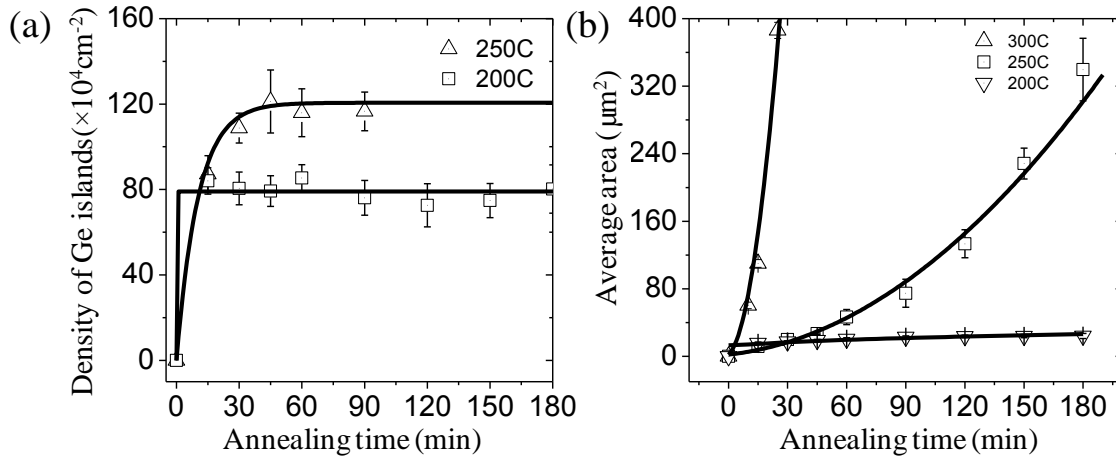 (a)
Density of Ge islands(×10⁴cm⁻²)
160
120
80
40
0
250C
200C
0 30 60 90 120 150 180
Annealing time (min)
(b)
Average area ( μm²)
400
320
240
160
80
0
300C
250C
200C
0 30 60 90 120 150 180
Annealing time (min)